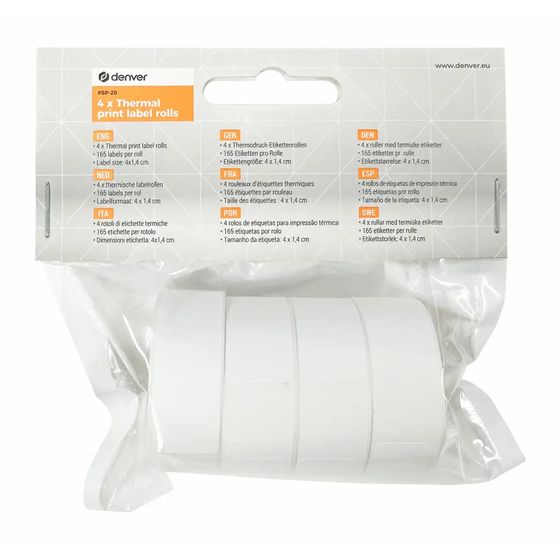 denver
www.denver.eu
PSP-20
4 x Thermal
print label rolls
ENG
• 4 x Thermal print label rolls
• 165 labels per roll
• Label size: 4x1,4 cm
GER
• 4 x Thermodruck-Etikettenrollen
• 165 Etiketten pro Rolle
• Etikettengröße: 4 x 1,4 cm
DEN
• 4 x ruller med termiske etiketter
• 165 etiketter pr. rulle
• Etiketstørrelse: 4 x 1,4 cm
NED
• 4 x thermische labelrollen
• 165 labels per rol
• Labelformaat: 4 x 1,4 cm
FRA
• 4 rouleaux d'étiquettes thermiques
• 165 étiquettes par rouleau
• Taille des étiquettes : 4 x 1,4 cm
ESP
• 4 rollos de etiquetas de impresión térmica
• 165 etiquetas por rollo
• Tamaño de la etiqueta: 4 x 1,4 cm
ITA
• 4 rotoli di etichette termiche
• 165 etichette per rotolo
• Dimensioni etichetta: 4x1,4 cm
POR
• 4 rolos de etiquetas para impressão térmica
• 165 etiquetas por rolo
• Tamanho da etiqueta: 4 x 1,4 cm
SWE
• 4 x rullar med termiska etiketter
• 165 etiketter per rulle
• Etikettstorlek: 4 x 1,4 cm